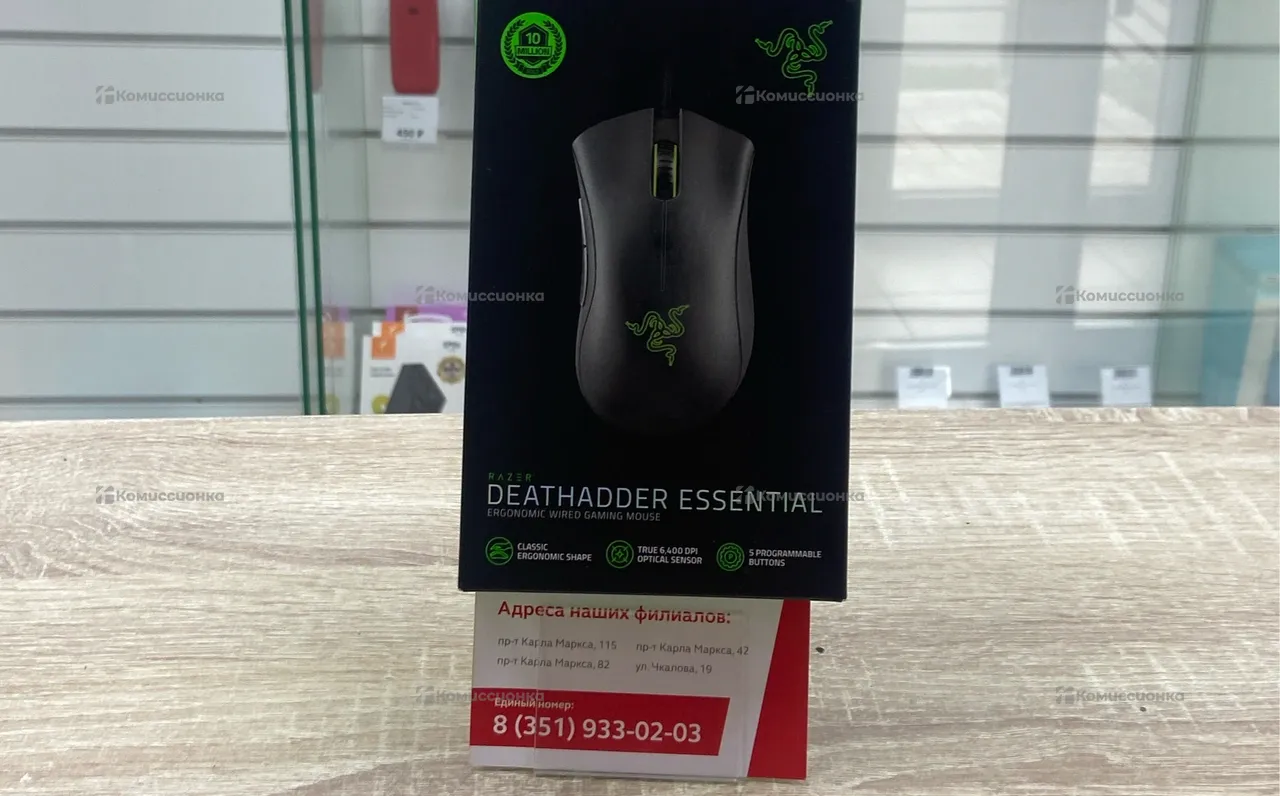 10
MILLION
450 ₽
RAZER
DEATHADDER ESSENTIAL
ERGONOMIC WIRED GAMING MOUSE
CLASSIC
ERGONOMIC SHAPE
TRUE 6,400 DPI
OPTICAL SENSOR
5 PROGRAMMABLE
BUTTONS
Адреса наших филиалов:
пр-т Карла Маркса, 115
пр-т Карла Маркса, 42
пр-т Карла Маркса, 82
ул. Чкалова, 19
Единый номер:
8 (351) 933-02-03
Комиссионка
Комиссионка
Комиссионка
Комиссионка
Комиссионка
Комиссионка
Комиссионка
Комиссионка